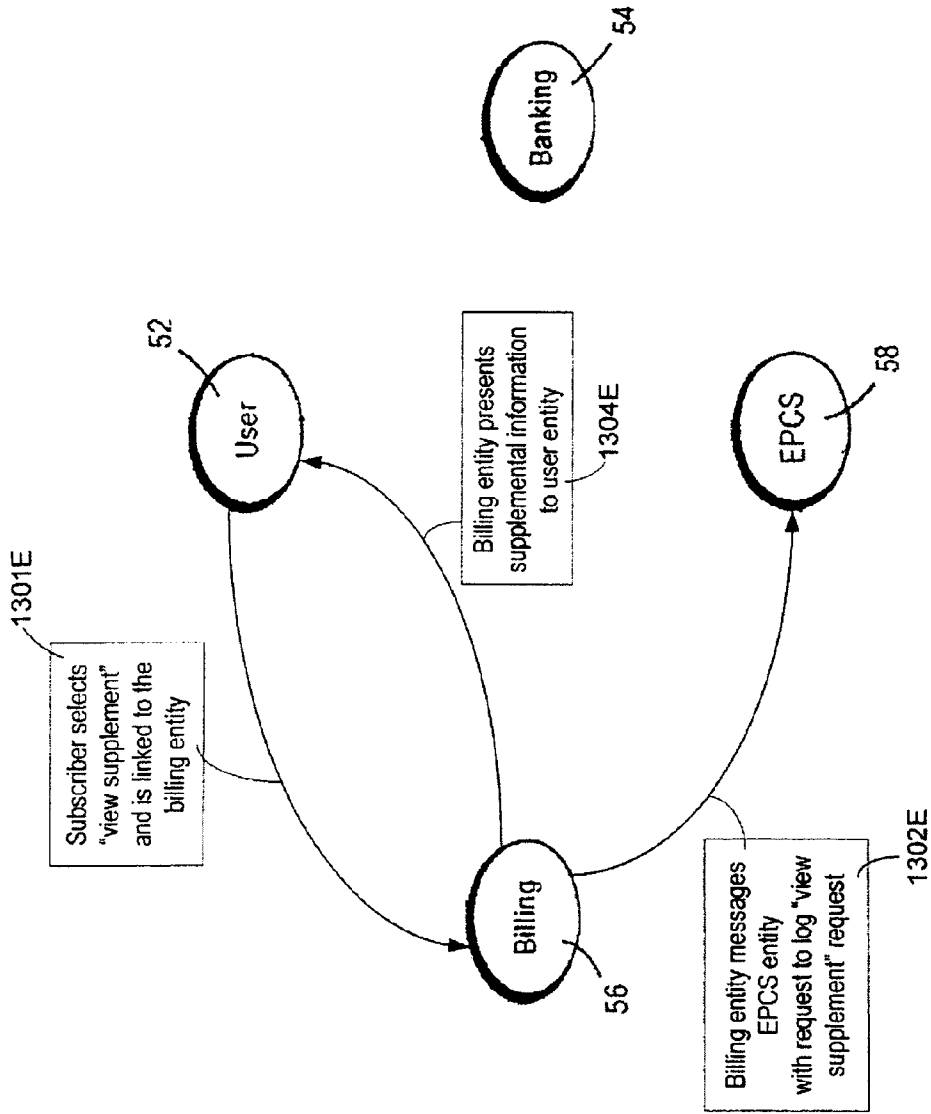 1301E
Subscriber selects
“view supplement”
and is linked to the
billing entity
52
User
Billing
56
Billing entity presents
supplemental information
to user entity
1304E
Banking
54
Billing entity messages
EPCS entity
with request to log “view
supplement” request
1302E
EPCS
58